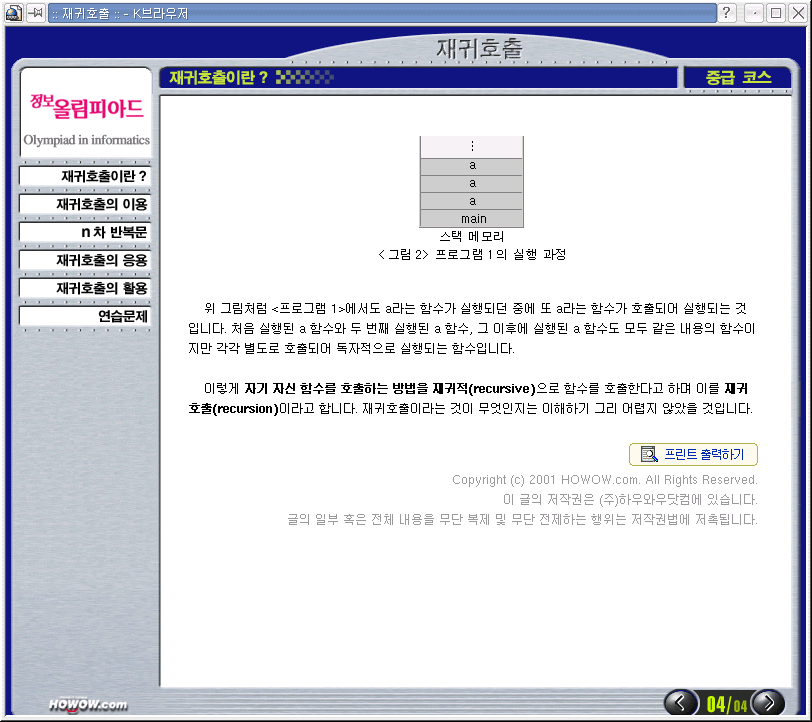 :: 재귀호출 :: - K브라우저
재귀호출
정보올림피아드
Olympiad in informatics
재귀호출이란 ?
재귀호출의 이용
n 차 반복문
재귀호출의 응용
재귀호출의 활용
연습문제
HOWOW.com
재귀호출이란 ?
중급 코스
⋮
a
a
a
main
스택 메모리
< 그림 2> 프로그램 1의 실행 과정
위 그림처럼 <프로그램 1>에서도 a라는 함수가 실행되던 중에 또 a라는 함수가 호출되어 실행되는 것
입니다. 처음 실행된 a 함수와 두 번째 실행된 a 함수, 그 이후에 실행된 a 함수도 모두 같은 내용의 함수이
지만 각각 별도로 호출되어 독자적으로 실행되는 함수입니다.
이렇게 자기 자신 함수를 호출하는 방법을 재귀적(recursive)으로 함수를 호출한다고 하며 이를 재귀
호출(recursion)이라고 합니다. 재귀호출이라는 것이 무엇인지는 이해하기 그리 어렵지 않았을 것입니다.
프린트 출력하기
Copyright (c) 2001 HOWOW.com. All Rights Reserved.
이 글의 저작권은 (주)하우와우닷컴에 있습니다.
글의 일부 혹은 전체 내용을 무단 복제 및 무단 전제하는 행위는 저작권법에 저촉됩니다.
04/04